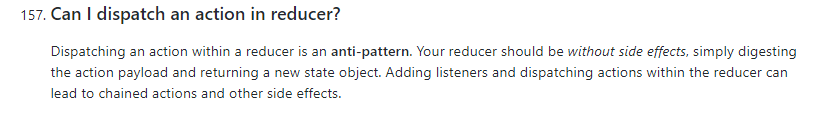 157. Can I dispatch an action in reducer?
Dispatching an action within a reducer is an anti-pattern. Your reducer should be without side effects, simply digesting
the action payload and returning a new state object. Adding listeners and dispatching actions within the reducer can
lead to chained actions and other side effects.